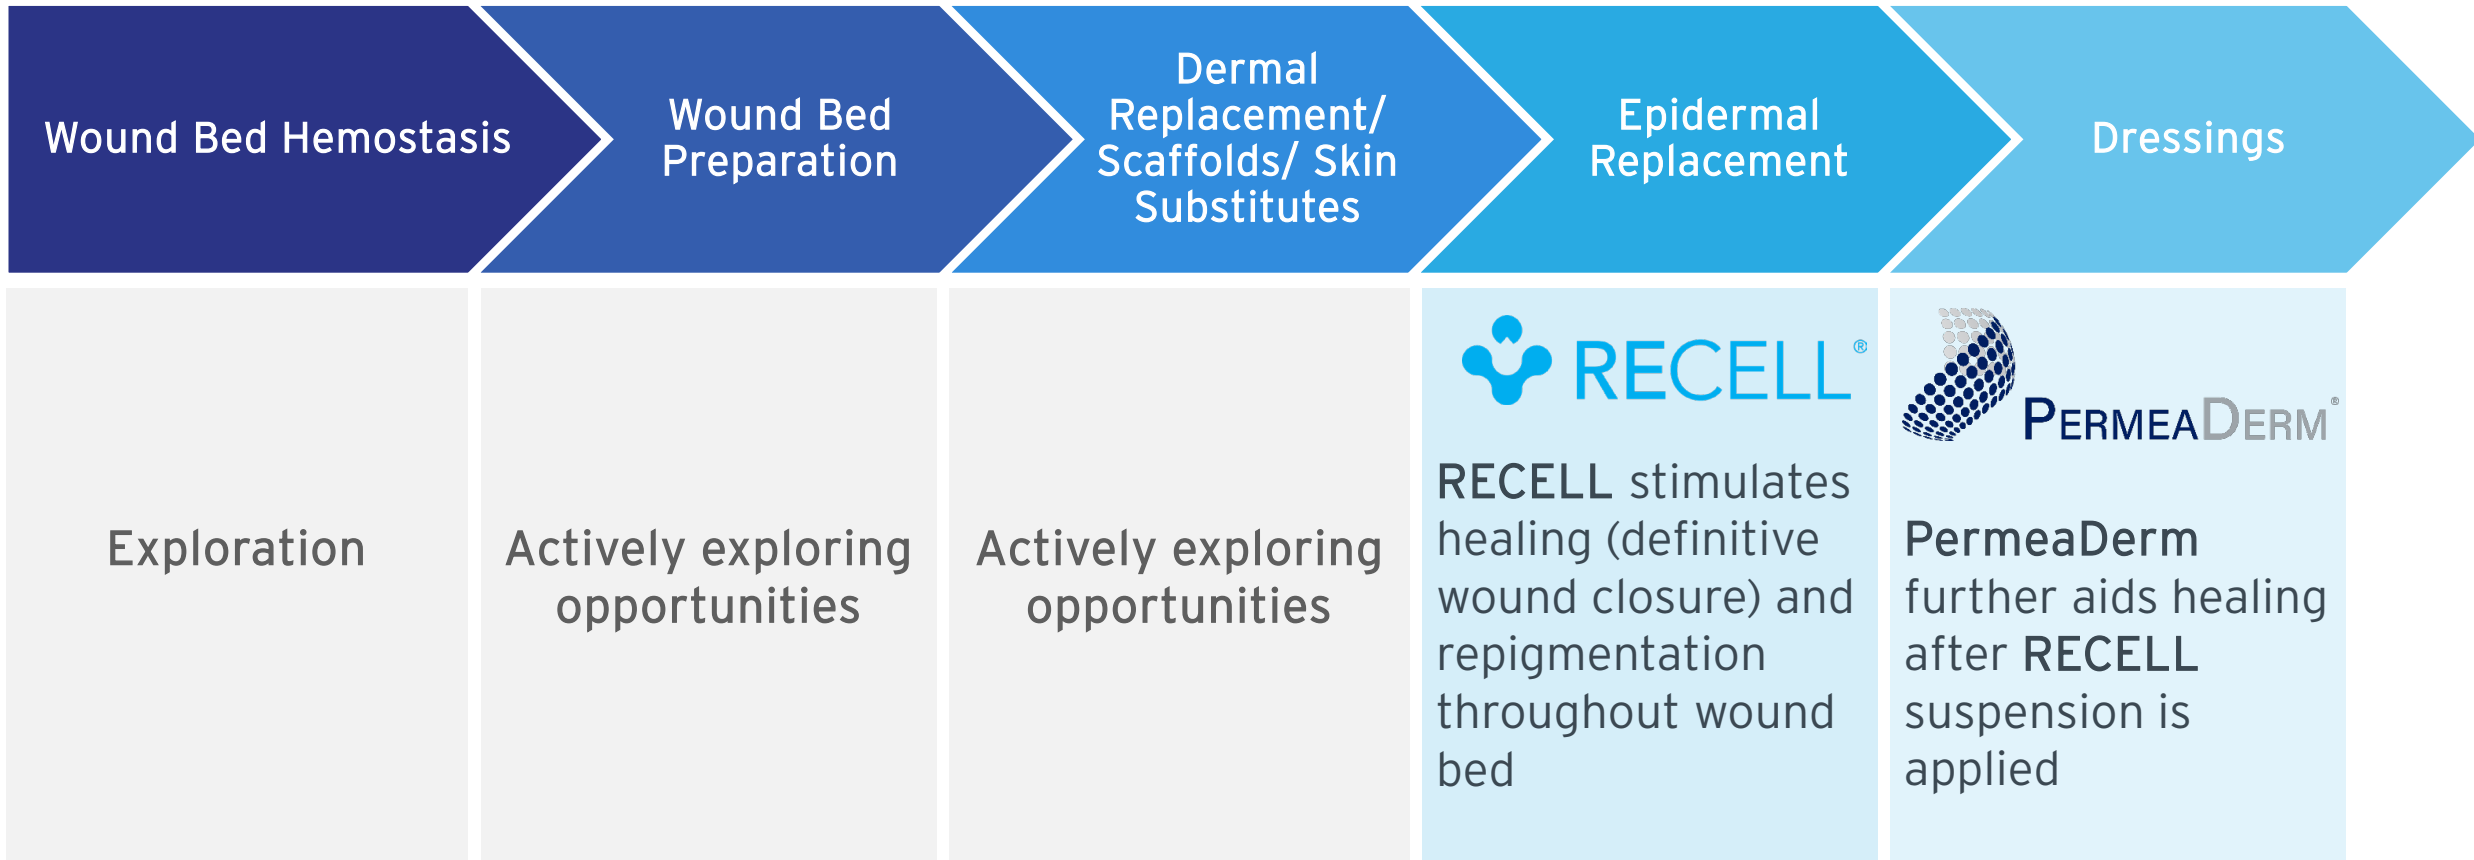 Wound Bed Hemostasis
Wound Bed
Preparation
Dermal
Replacement/
Scaffolds/ Skin
Substitutes
Epidermal
Replacement
Dressings
Exploration
Actively exploring
opportunities
Actively exploring
opportunities
RECELL®
RECELL stimulates
healing (definitive
wound closure) and
repigmentation
throughout wound
bed
PERMEADERM®
PermeaDerm
further aids healing
after RECELL
suspension is
applied